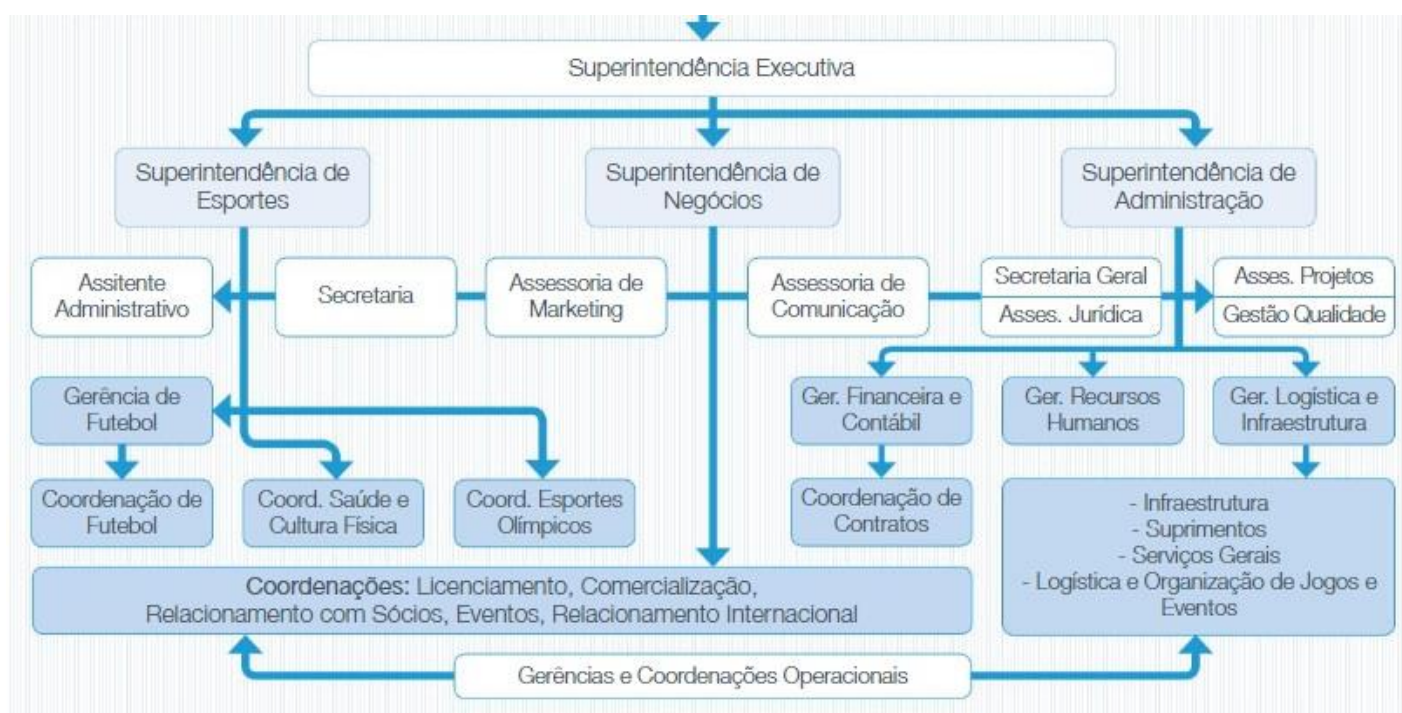 Superintendência Executiva
Superintendência de
Esportes
Superintendência de
Negócios
Superintendência de
Administração
Assitente
Administrativo
Secretaria
Assessoria de
Marketing
Assessoria de
Comunicação
Secretaria Geral
Asses. Jurídica
Asses. Projetos
Gestão Qualidade
Gerência de
Futebol
Ger. Financeira e
Contábil
Ger. Recursos
Humanos
Ger. Logística e
Infraestrutura
Coordenação de
Futebol
Coord. Saúde e
Cultura Física
Coord. Esportes
Olímpicos
Coordenação de
Contratos
- Infraestrutura
- Suprimentos
- Serviços Gerais
- Logística e Organização de Jogos e
Eventos
Coordenações: Licenciamento, Comercialização,
Relacionamento com Sócios, Eventos, Relacionamento Internacional
Gerências e Coordenações Operacionais